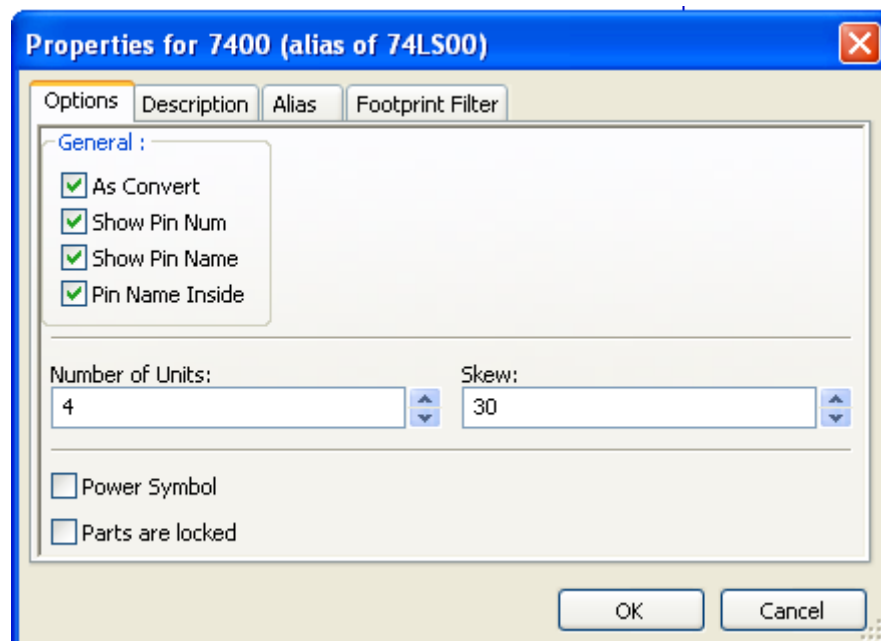 Properties for 7400 (alias of 74LS00)
Options Description Alias Footprint Filter
General :
As Convert
Show Pin Num
Show Pin Name
Pin Name Inside
Number of Units: Skew:
4 30
Power Symbol
Parts are locked
OK Cancel